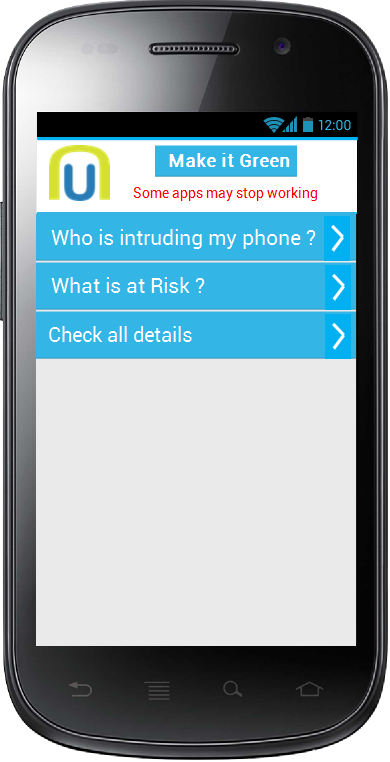 12:00
Make it Green
Some apps may stop working
Who is intruding my phone ?
What is at Risk ?
Check all details